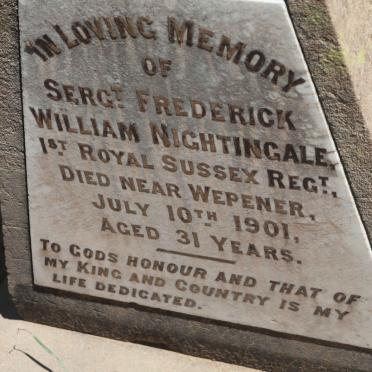 IN LOVING MEMORY
OF
SERGT. FREDERICK
WILLIAM NIGHTINGALE,
1ST ROYAL SUSSEX REGT.,
DIED NEAR WEPENER,
JULY 10TH 1901,
AGED 31 YEARS.
TO GODS HONOUR AND THAT OF
MY KING AND COUNTRY IS MY
LIFE DEDICATED.